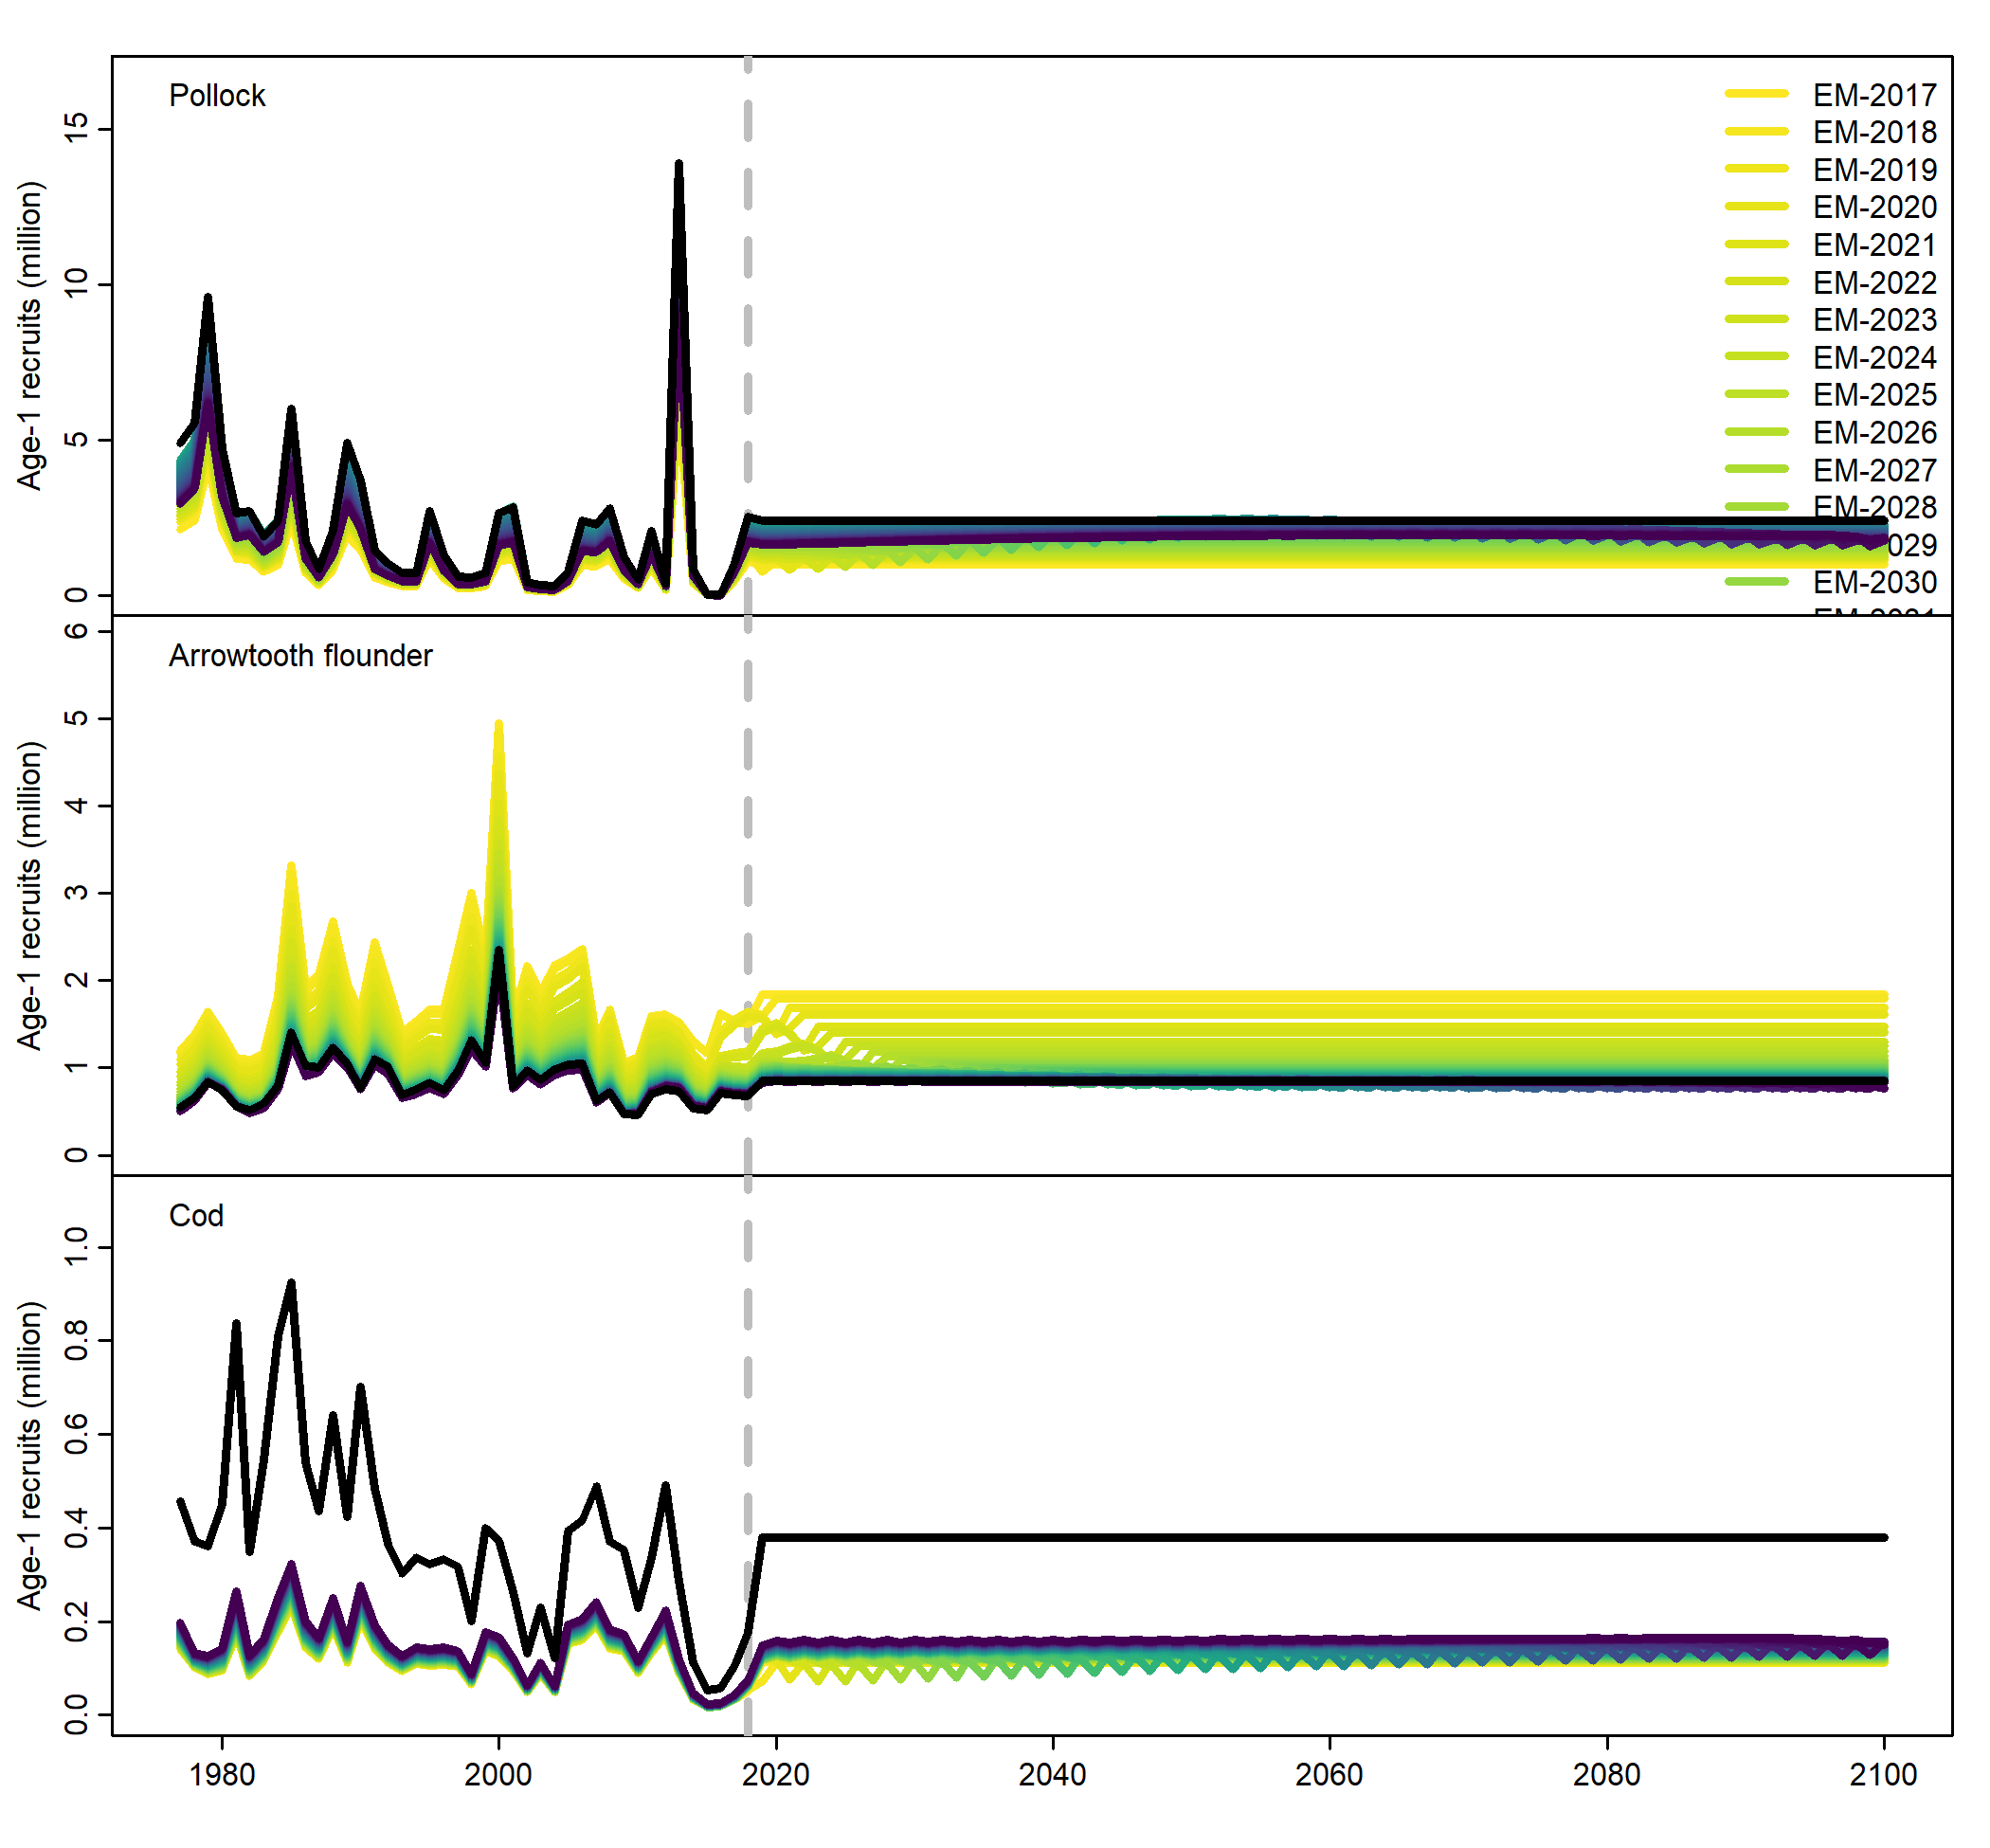 Pollock
Age-1 recruits (million)
15
10
5
0
EM-2017
EM-2018
EM-2019
EM-2020
EM-2021
EM-2022
EM-2023
EM-2024
EM-2025
EM-2026
EM-2027
EM-2028
029
EM-2030
Arrowtooth flounder
Age-1 recruits (million)
6
5
4
3
2
1
0
Cod
Age-1 recruits (million)
1.0
0.8
0.6
0.4
0.2
0.0
1980 2000 2020 2040 2060 2080 2100